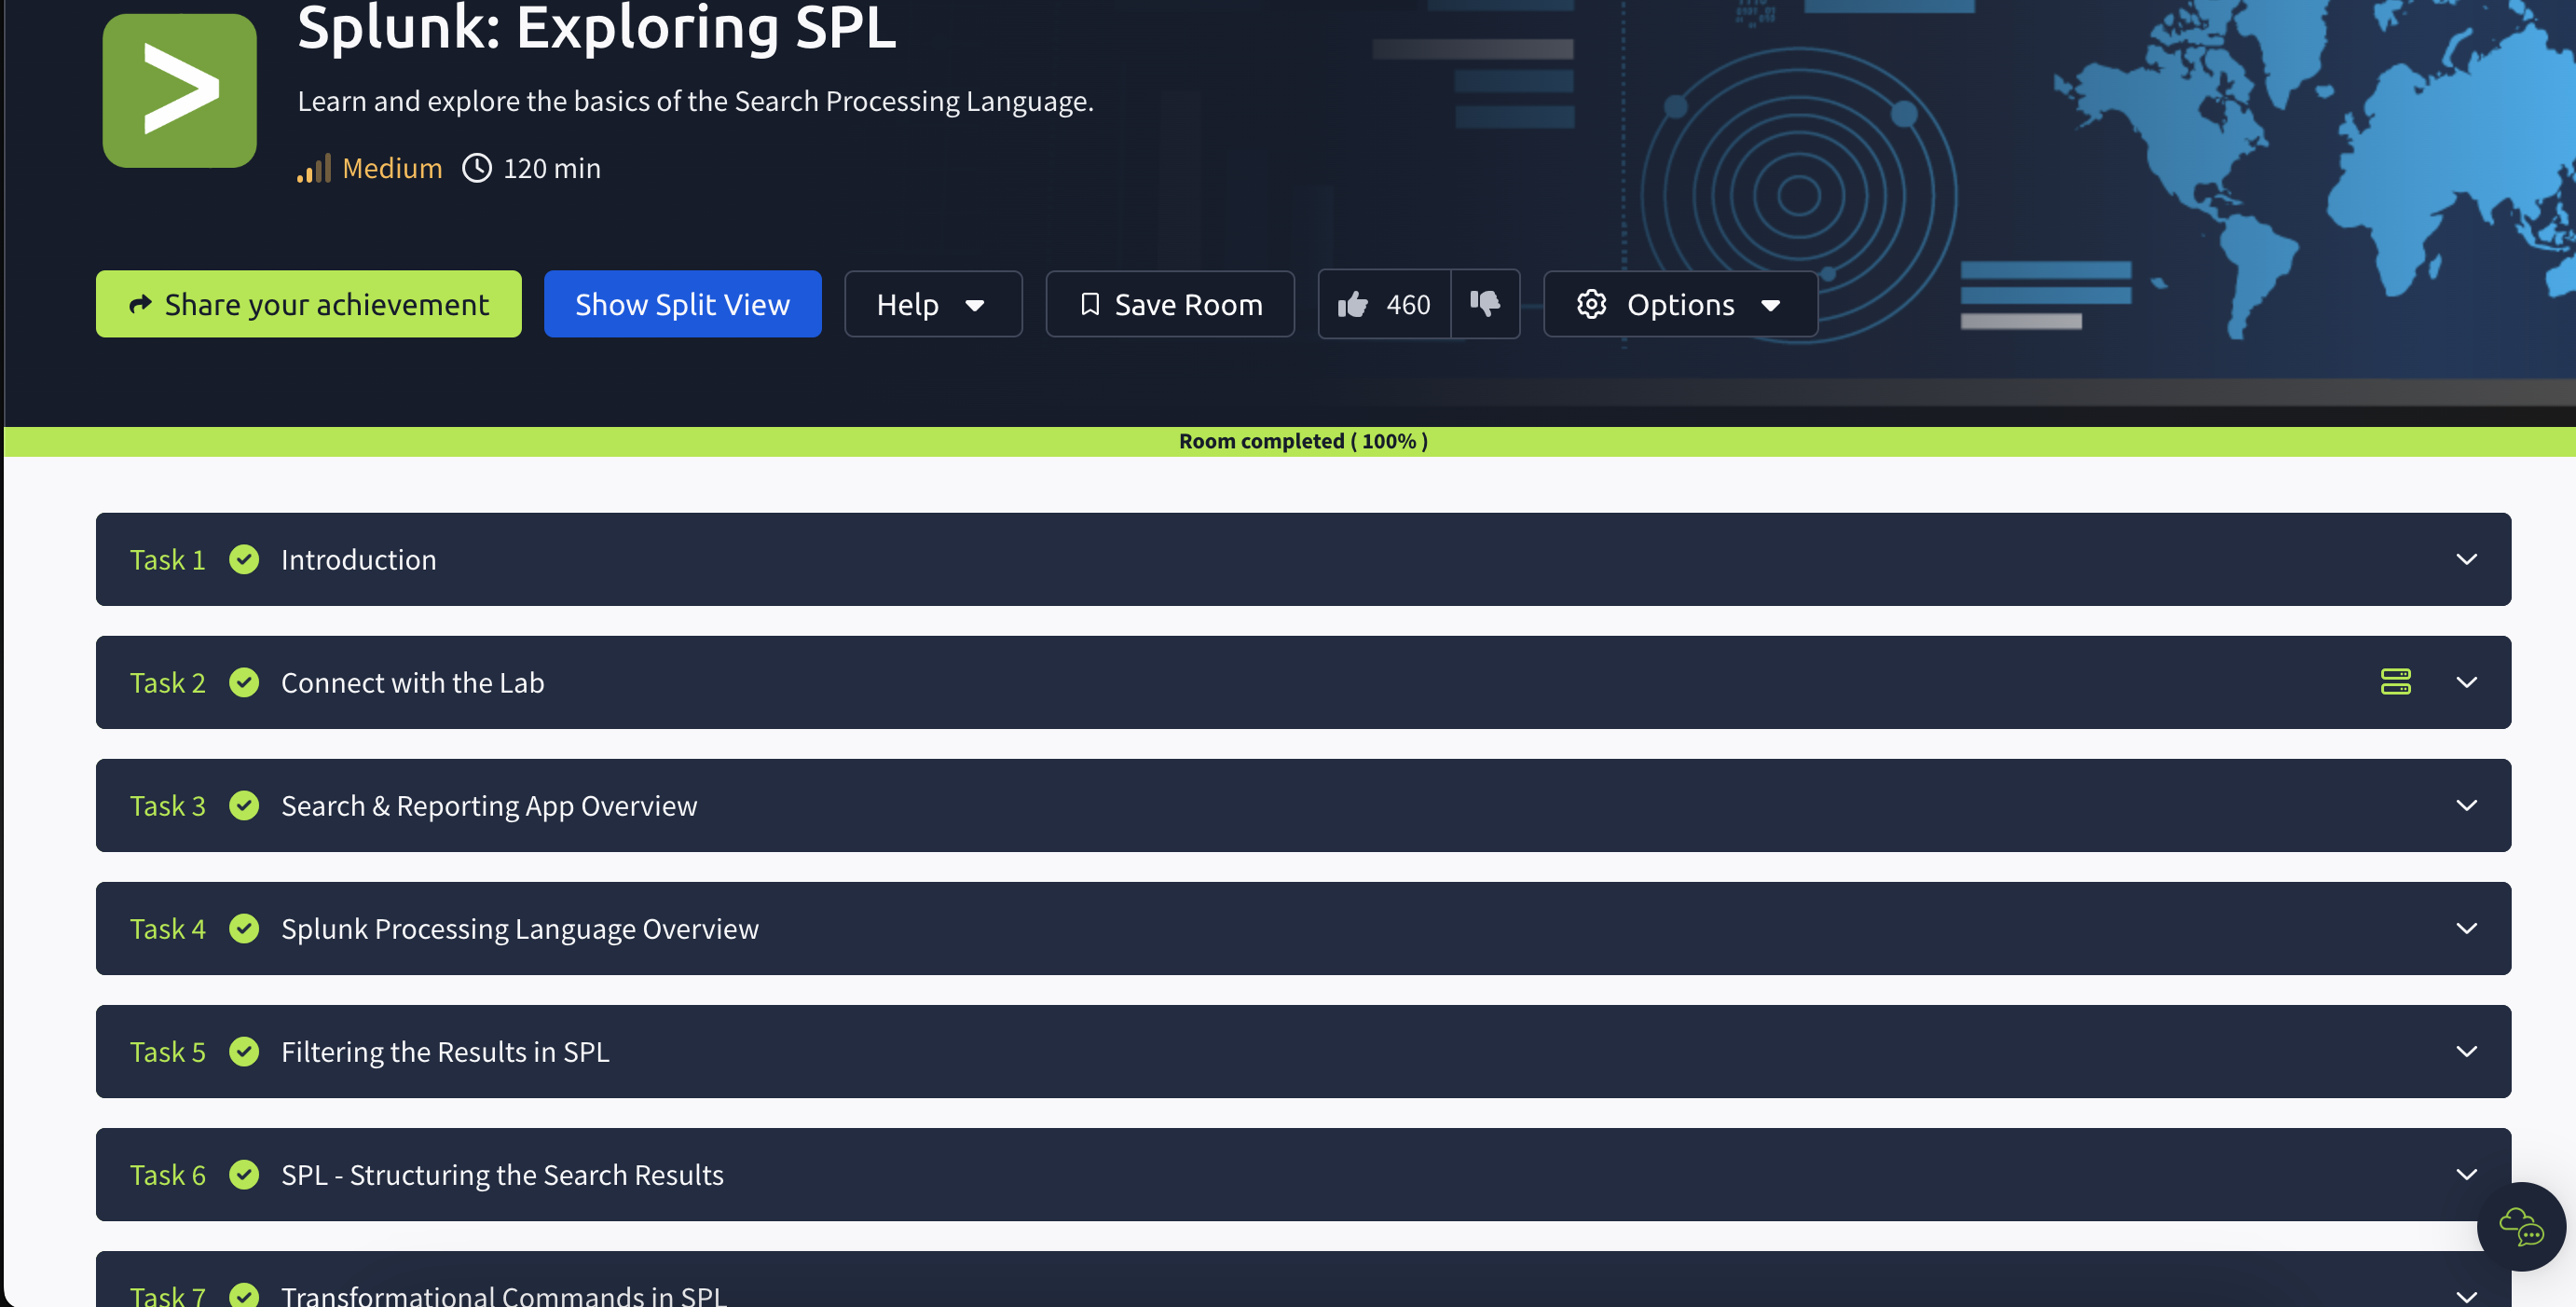 Splunk: Exploring SPL
Learn and explore the basics of the Search Processing Language.
Medium 120 min
Share your achievement Show Split View Help Save Room 460 Options
Room completed ( 100% )
Task 1 Introduction
Task 2 Connect with the Lab
Task 3 Search & Reporting App Overview
Task 4 Splunk Processing Language Overview
Task 5 Filtering the Results in SPL
Task 6 SPL - Structuring the Search Results
Task 7 Transformational Commands in SPL